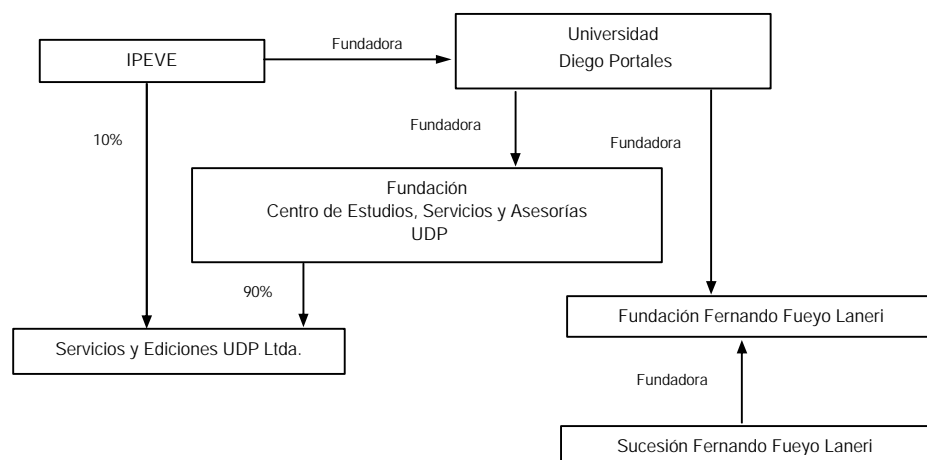 Universidad
Diego Portales
Fundadora
IPEVE
Fundadora
Fundadora
10%
Fundación
Centro de Estudios, Servicios y Asesorías
UDP
90%
Fundación Fernando Fueyo Laneri
Servicios y Ediciones UDP Ltda.
Fundadora
Sucesión Fernando Fueyo Laneri